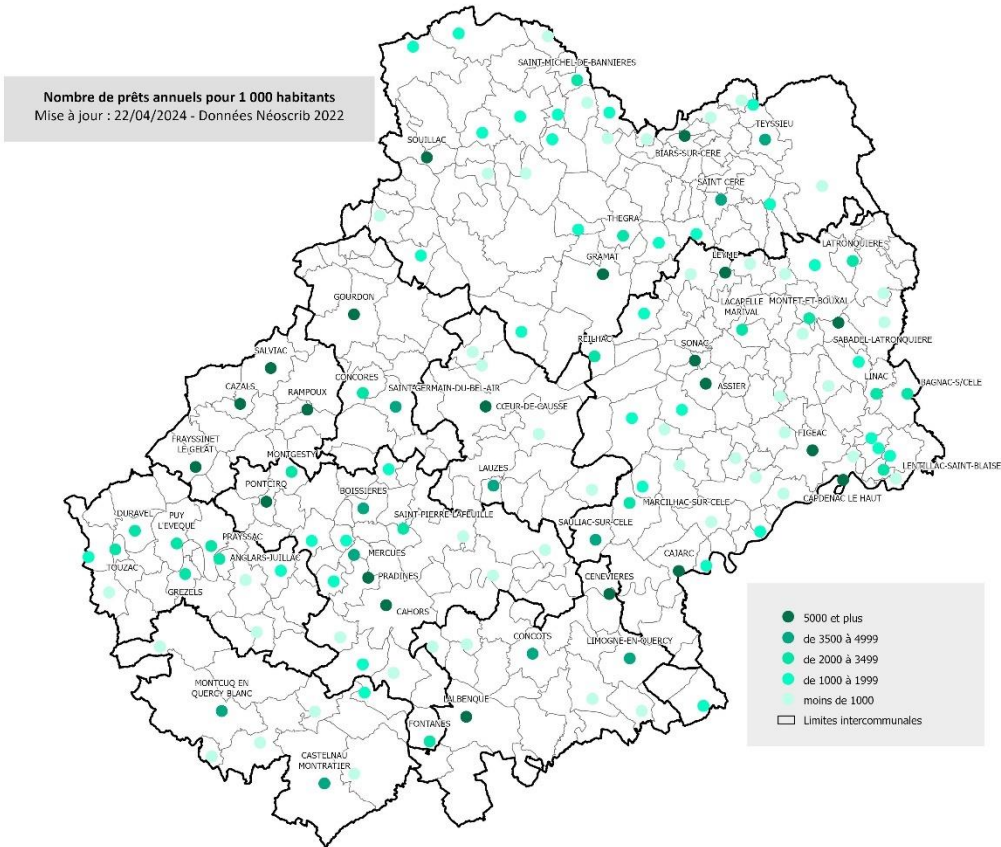 Nombre de prêts annuels pour 1 000 habitants
Mise à jour : 22/04/2024 - Données Néoscrib 2022
SAINT-MICHEL-DE-BANNIERES
TEYSSIEU
SOUILLAC
BIARS-SUR-CERE
SAINT CERE
THEGRA
LATRONQUIERE
GRAMAT
LEYME
GOURDON
LACAPELLE
MARIVAL
MONTET-ET-BOUXAL
REILHAC
SABADEL-LATRONQUIERE
SALVIAC
SONAC
CAZALS
RAMPOUX
CONCORES
SAINT-GERMAIN-DU-BEL-AIR
ASSIER
LINAC
BAGNAC-S/CELE
CŒUR-DE-CAUSSE
FRAYSSINET
LE GELAT
MONTGESTY
FIGEAC
LENTILLAC-SAINT-BLAISE
PONTCIRQ
BOISSIERES
LAUZES
CAPDENAC LE HAUT
MARCILHAC-SUR-CELE
DURAVEL
PUY
L'EVEQUE
SAINT-PIERRE-LAFEUILLE
SAULIAC-SUR-CELE
PRAYSSAC
TOUZAC
ANGLARS-JUILLAC
MERCUES
CAJARC
PRADINES
GREZELS
CENEVIERES
CAHORS
CONCOTS
LIMOGNE-EN-QUERCY
MONTCUQ EN
QUERCY BLANC
LALBENQUE
FONTANES
CASTELNAU
MONTRATIER
5000 et plus
de 3500 à 4999
de 2000 à 3499
de 1000 à 1999
moins de 1000
Limites intercommunales